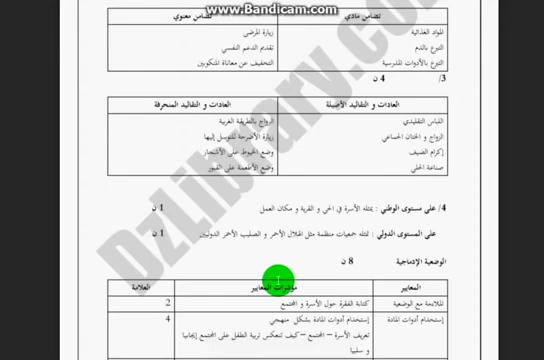 www.Bandicam.com
تضامن مادي
تضامن معنوي
المواد الغذائية
زيارة المرضى
التبرع بالدم
تقديم الدعم النفسي
التبرع بالأدوات المدرسية
التخفيف عن معاناة المنكوبين
3/ 4 ن
العادات و التقاليد الأصيلة
العادات و التقاليد المنحرفة
اللباس التقليدي
الزواج بالطريقة الغربية
الزواج و الختان الجماعي
زيارة الأضرحة للتوسل إليها
إكرام الضيف
وضع الخيوط على الأشجار
صناعة الحلي
وضع الأطعمة على القبور
4/ على مستوى الوطني : يمثله الأسرة في الحي و القرية و مكان العمل 1 ن
على المستوى الدولي : تمثله جمعيات منظمة مثل الهلال الأحمر و الصليب الأحمر الدوليين. 1 ن
الوضعية الإدماجية 8 ن
المعايير
مؤشرات المعايير
العلامة
الملاءمة مع الوضعية
كتابة الفقرة حول الأسرة و المجتمع
2
إستخدام أدوات المادة
إستخدام أدوات المادة بشكل منهجي
4
تعريف الأسرة – المجتمع – كيف تنعكس تربية الطفل على المجتمع إيجابيا
و سلبيا
DzLibrary.com